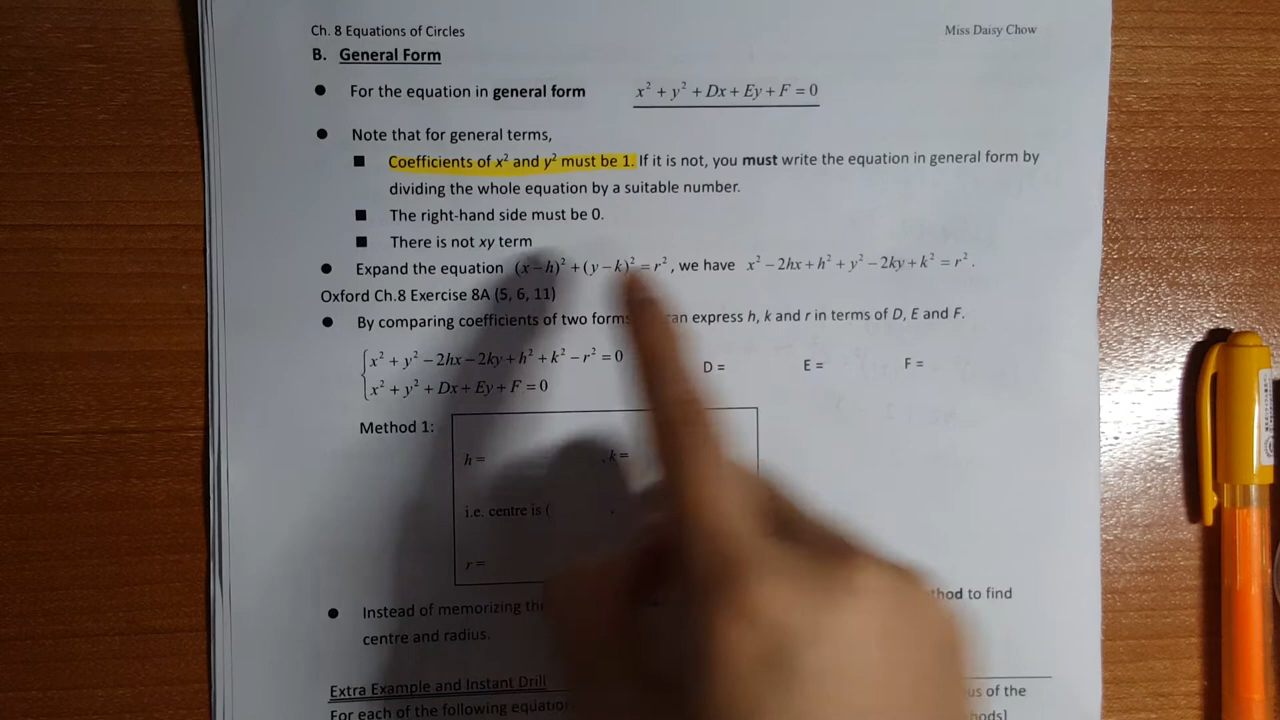 Ch. 8 Equations of Circles Miss Daisy Chow
B. General Form
● For the equation in general form x² + y² + Dx + Ey + F = 0
● Note that for general terms,
■ Coefficients of x² and y² must be 1. If it is not, you must write the equation in general form by
dividing the whole equation by a suitable number.
■ The right-hand side must be 0.
■ There is not xy term
● Expand the equation (x − h)² + (y − k)² = r², we have x² − 2hx + h² + y² − 2ky + k² = r².
Oxford Ch.8 Exercise 8A (5, 6, 11)
● By comparing coefficients of two forms can express h, k and r in terms of D, E and F.
x² + y² − 2hx − 2ky + h² + k² − r² = 0
x² + y² + Dx + Ey + F = 0
D = E = F =
Method 1:
h = , k =
i.e. centre is ( ,
r =
● Instead of memorizing to find
centre and radius.
Extra Example and Instant Drill
For each of the following of the